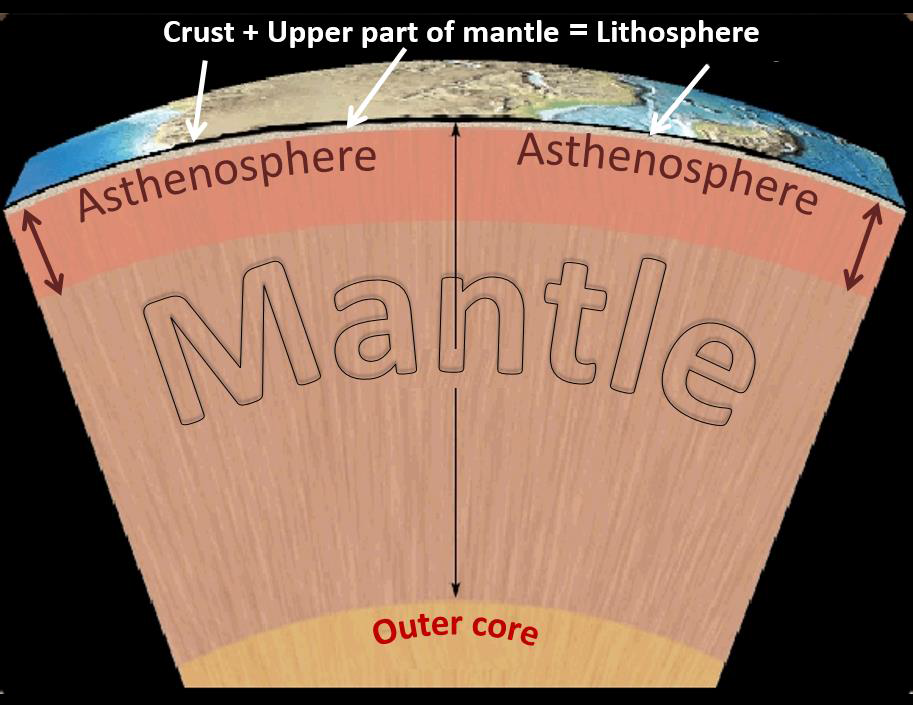 Crust + Upper part of mantle = Lithosphere
Asthenosphere
Asthenosphere
Mantle
Outer core